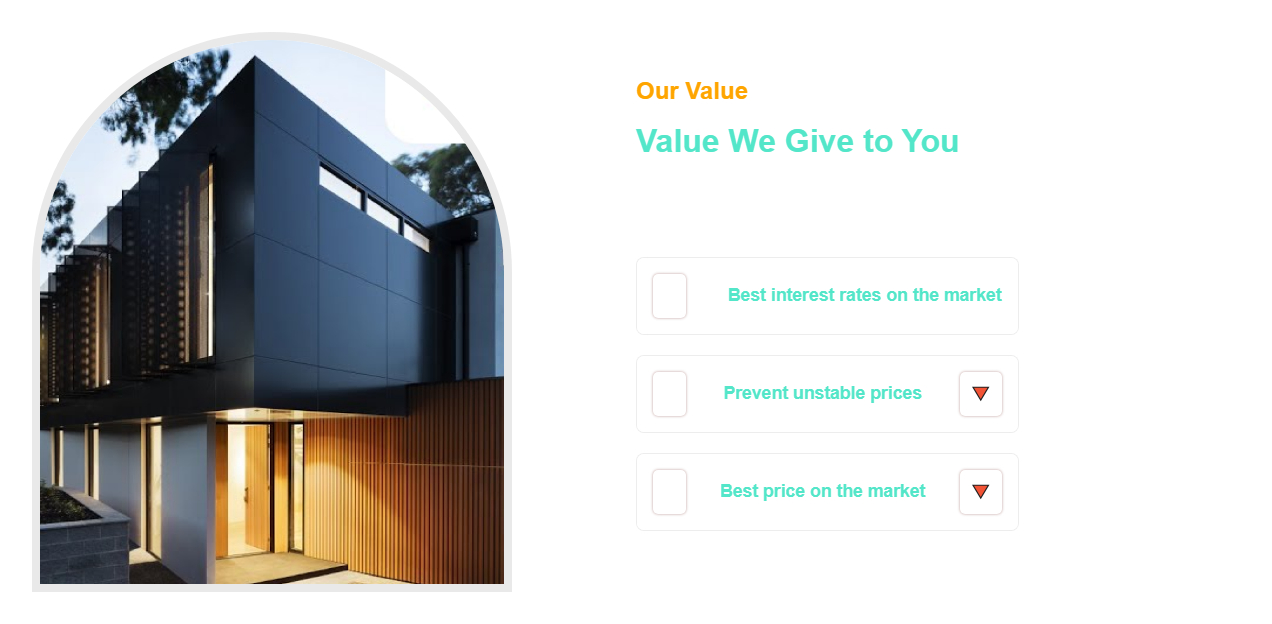 Our Value
Value We Give to You
Best interest rates on the market
Prevent unstable prices
Best price on the market